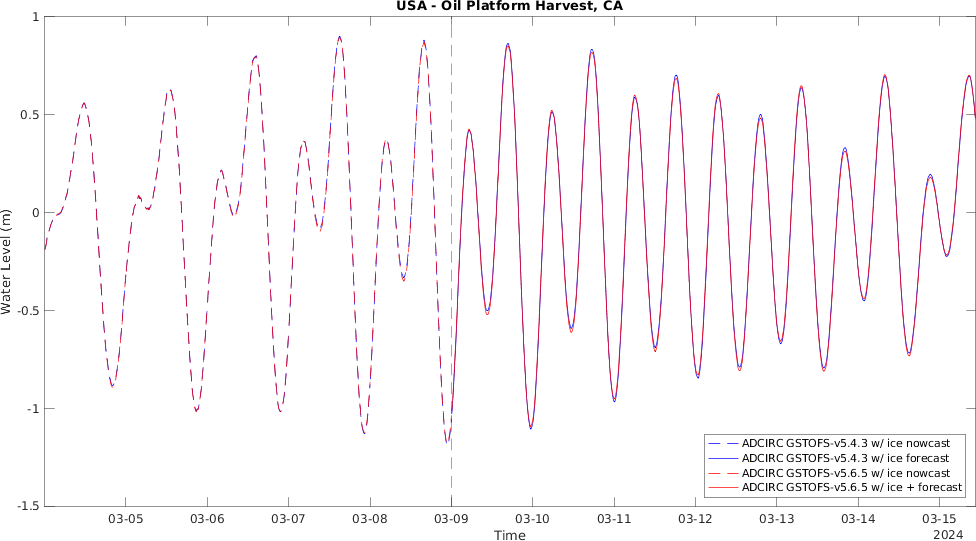 USA - Oil Platform Harvest, CA
Water Level (m)
1
0.5
0
-0.5
-1
-1.5
03-05 03-06 03-07 03-08 03-09 03-10 03-11 03-12 03-13 03-14 03-15
Time
2024
ADCIRC GSTOFS-v5.4.3 w/ ice nowcast
ADCIRC GSTOFS-v5.4.3 w/ ice forecast
ADCIRC GSTOFS-v5.6.5 w/ ice nowcast
ADCIRC GSTOFS-v5.6.5 w/ ice + forecast